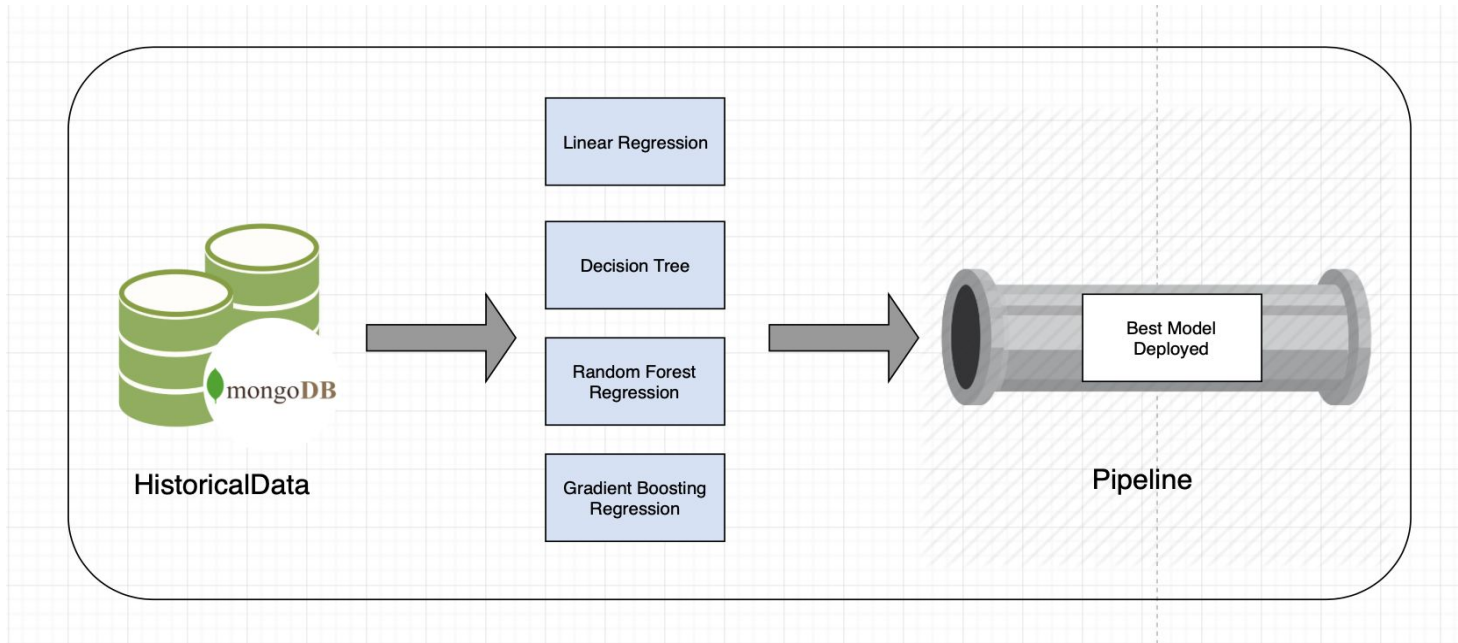 mongoDB
HistoricalData
Linear Regression
Decision Tree
Random Forest
Regression
Gradient Boosting
Regression
Best Model
Deployed
Pipeline